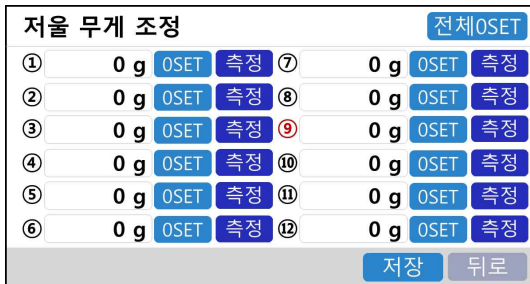 저울 무게 조정 전체0SET
① 0 g 0SET 측정 ⑦ 0 g 0SET 측정
② 0 g 0SET 측정 ⑧ 0 g 0SET 측정
③ 0 g 0SET 측정 ⑨ 0 g 0SET 측정
④ 0 g 0SET 측정 ⑩ 0 g 0SET 측정
⑤ 0 g 0SET 측정 ⑪ 0 g 0SET 측정
⑥ 0 g 0SET 측정 ⑫ 0 g 0SET 측정
저장 뒤로